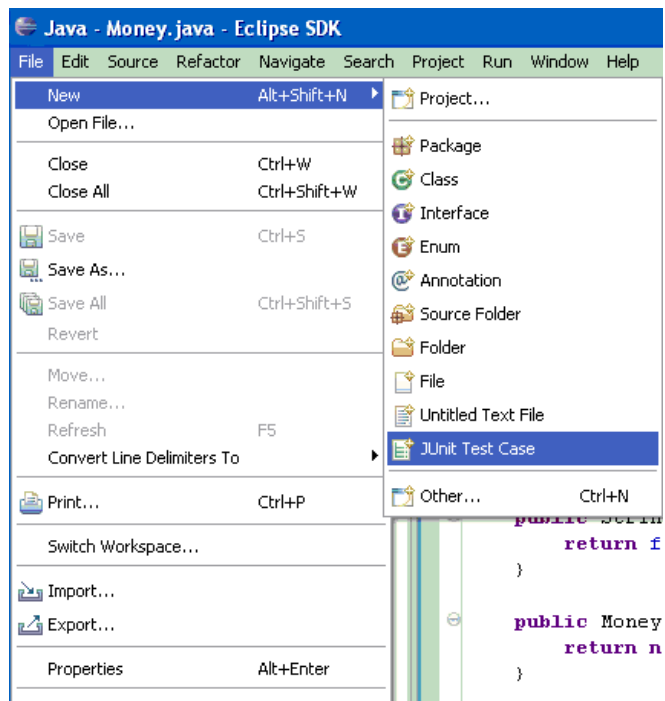 Java - Money.java - Eclipse SDK
File Edit Source Refactor Navigate Search Project Run Window Help
New Alt+Shift+N
Open File...
Close Ctrl+W
Close All Ctrl+Shift+W
Save Ctrl+S
Save As...
Save All Ctrl+Shift+S
Revert
Move...
Rename...
Refresh F5
Convert Line Delimiters To
Print... Ctrl+P
Switch Workspace...
Import...
Export...
Properties Alt+Enter
Project...
Package
Class
Interface
Enum
Annotation
Source Folder
Folder
File
Untitled Text File
JUnit Test Case
Other... Ctrl+N
public Strin
return f
}
public Money
return n
}